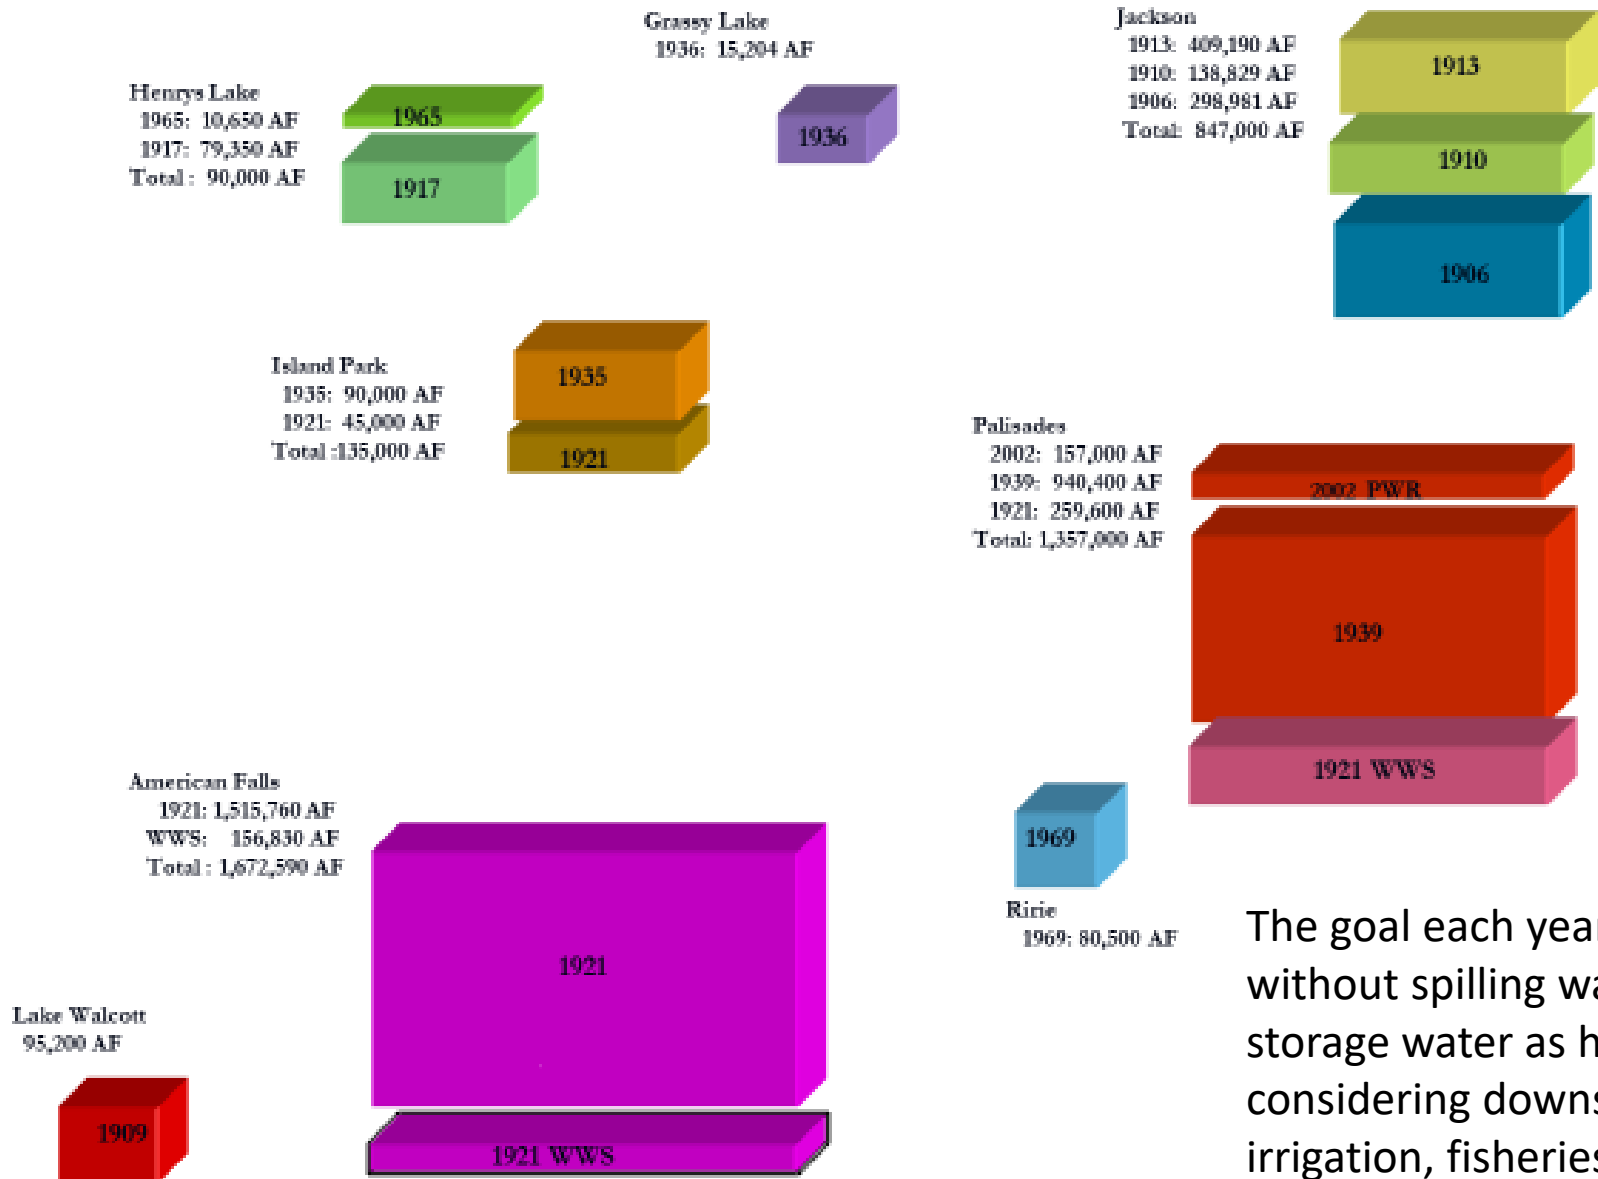 Grassy Lake
1936: 15,204 AF
1936
Jackson
1913: 409,190 AF
1910: 138,829 AF
1906: 298,981 AF
Total: 847,000 AF
1913
1910
1906
Henrys Lake
1965: 10,650 AF
1917: 79,350 AF
Total : 90,000 AF
1965
1917
Island Park
1935: 90,000 AF
1921: 45,000 AF
Total :135,000 AF
1935
1921
Palisades
2002: 157,000 AF
1939: 940,400 AF
1921: 259,600 AF
Total: 1,357,000 AF
2002 PWR
1939
1921 WWS
American Falls
1921: 1,515,760 AF
WWS: 156,830 AF
Total : 1,672,590 AF
1921
1921 WWS
1969
Ririe
1969: 80,500 AF
Lake Walcott
95,200 AF
1909
The goal each year
without spilling wa
storage water as h
considering downs
irrigation, fisheries